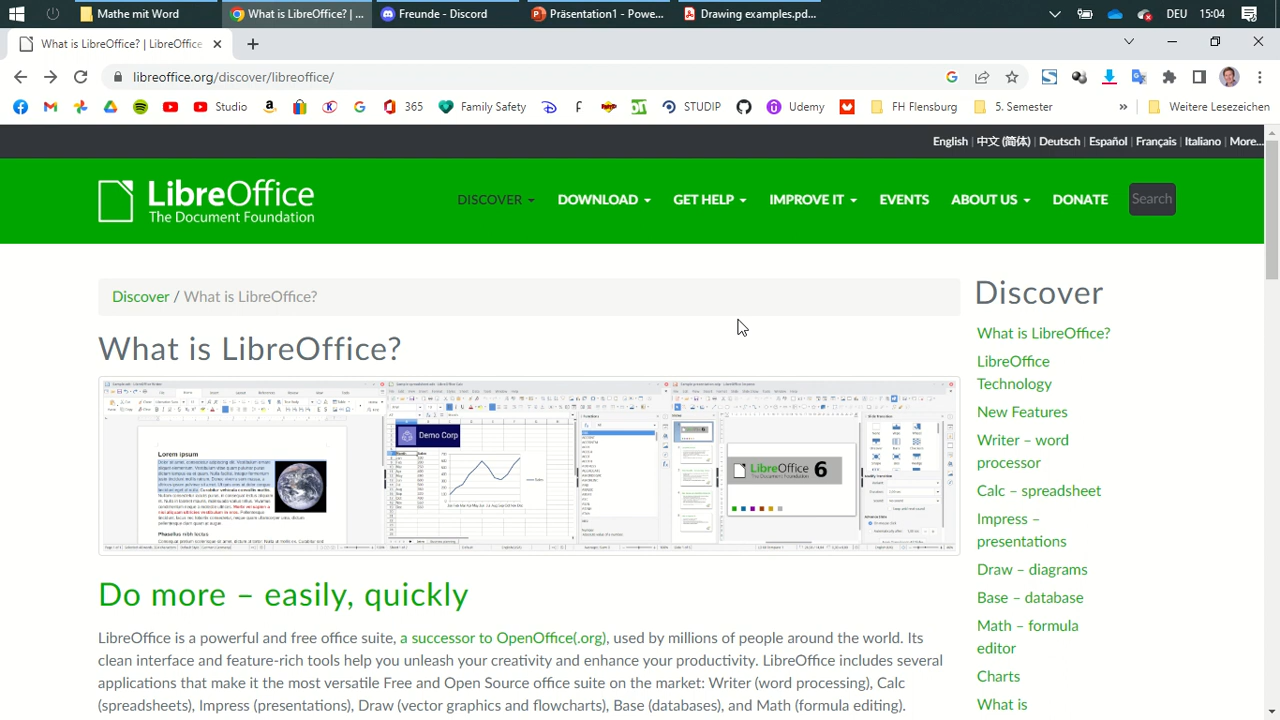 Mathe mit Word
What is LibreOffice? | ...
Freunde - Discord
Präsentation1 - Powe...
Drawing examples.pd...
DEU
15:04
What is LibreOffice? | LibreOffice
libreoffice.org/discover/libreoffice/
Studio
365
Family Safety
STUDIP
Udemy
FH Flensburg
5. Semester
»
Weitere Lesezeichen
English | 中文 (简体) | Deutsch | Español | Français | Italiano | More...
LibreOffice
The Document Foundation
DISCOVER
DOWNLOAD
GET HELP
IMPROVE IT
EVENTS
ABOUT US
DONATE
Search
Discover / What is LibreOffice?
What is LibreOffice?
Lorem ipsum
Phasellus nibh lectus
Demo Corp
LibreOffice 6
The Document Foundation
Do more – easily, quickly
LibreOffice is a powerful and free office suite, a successor to OpenOffice(.org), used by millions of people around the world. Its
clean interface and feature-rich tools help you unleash your creativity and enhance your productivity. LibreOffice includes several
applications that make it the most versatile Free and Open Source office suite on the market: Writer (word processing), Calc
(spreadsheets), Impress (presentations), Draw (vector graphics and flowcharts), Base (databases), and Math (formula editing).
Discover
What is LibreOffice?
LibreOffice
Technology
New Features
Writer – word
processor
Calc – spreadsheet
Impress –
presentations
Draw – diagrams
Base – database
Math – formula
editor
Charts
What is